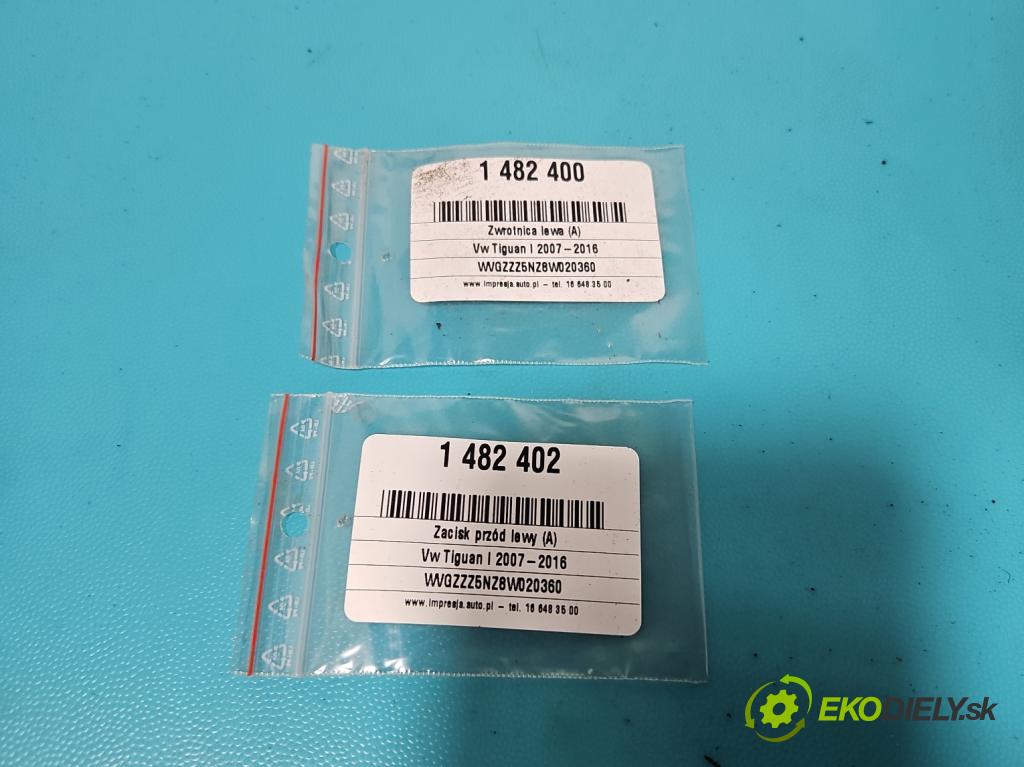 1 482 400
Zwrotnica lewa (A)
Vw Tiguan I 2007-2016
WVGZZZ5NZ8W020360
www.impresja.auto.pl - tel. 16 648 35 00
1 482 402
Zacisk przód lewy (A)
Vw Tiguan I 2007-2016
WVGZZZ5NZ8W020360
www.impresja.auto.pl - tel. 16 648 35 00
EKODIELY.sk